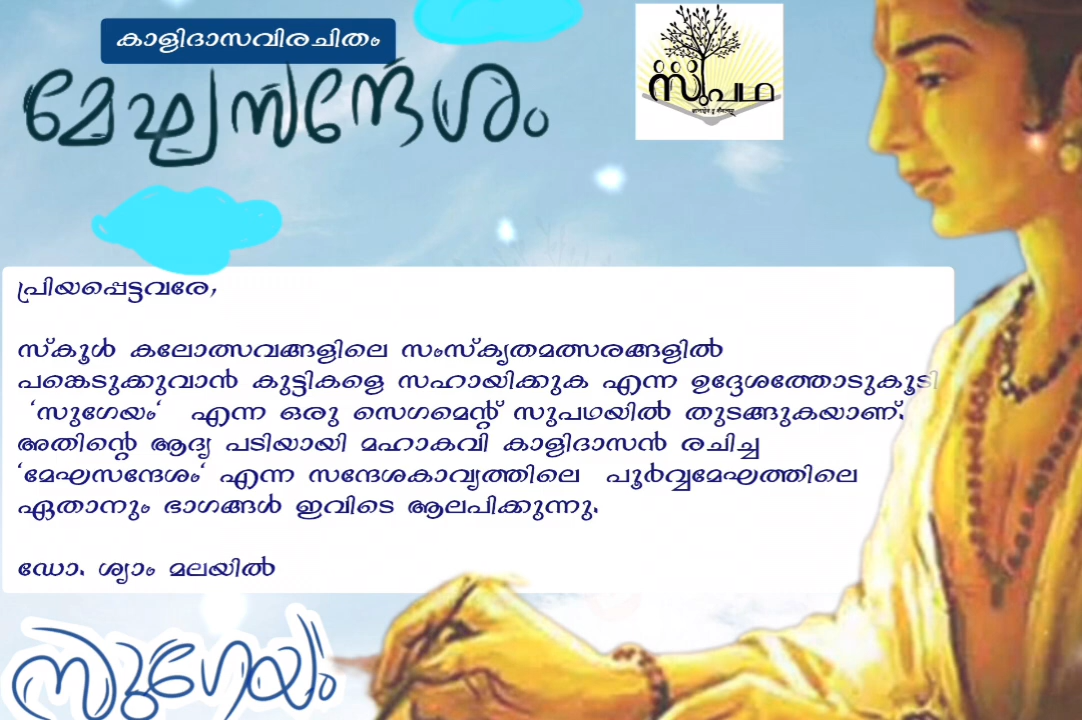 കാളിദാസവിരചിതം
മേഘസന്ദേശം
സുപഥ
പ്രിയപ്പെട്ടവരേ,
സ്കൂൾ കലോത്സവങ്ങളിലെ സംസ്കൃതമത്സരങ്ങളിൽ
പങ്കെടുക്കുവാൻ കുട്ടികളെ സഹായിക്കുക എന്ന ഉദ്ദേശത്തോടുകൂടി
'സുഗേയം' എന്ന ഒരു സെഗമെന്റ് സുപഥയിൽ തുടങ്ങുകയാണ്.
അതിന്റെ ആദ്യ പടിയായി മഹാകവി കാളിദാസൻ രചിച്ച
'മേഘസന്ദേശം' എന്ന സന്ദേശകാവ്യത്തിലെ പൂർവ്വമേഘത്തിലെ
ഏതാനും ഭാഗങ്ങൾ ഇവിടെ ആലപിക്കുന്നു.
ഡോ. ശ്യാം മലയിൽ
സുഗേയം